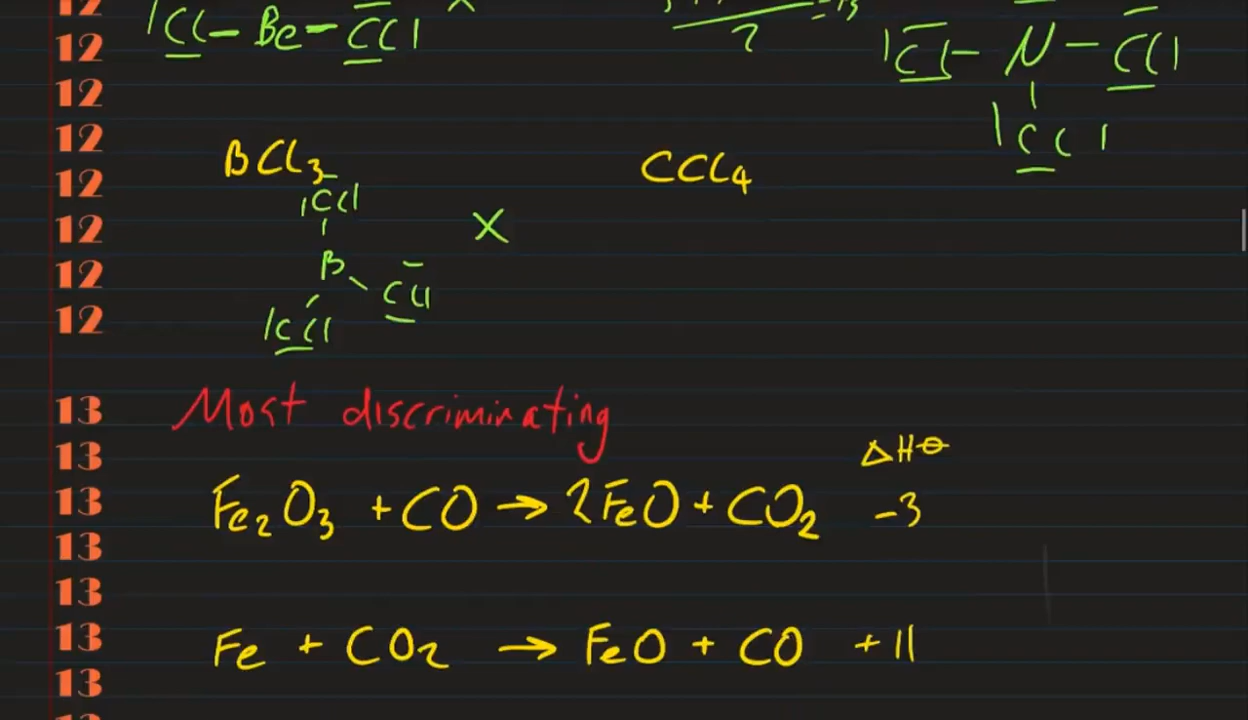 12
12 |Cl – Be – Cl|
2
|Cl – N – Cl|
12
|Cl|
12
BCl3 CCl4
12
|Cl|
12 X
B
12
Cl|
12 |Cl|
13 Most discriminating
13 ΔH⊖
13 Fe2O3 + CO → 2FeO + CO2 -3
13
13
13 Fe + CO2 → FeO + CO +11
13